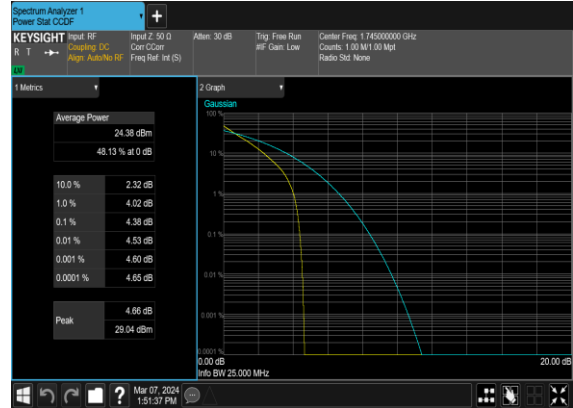 Spectrum Analyzer 1
Power Stat CCDF
KEYSIGHT
R T
LM
Input: RF
Coupling: DC
Align: Auto/No RF
Input Z: 50 Ω
Corr CCorr
Freq Ref: Int (S)
Atten: 30 dB
Trig: Free Run
#IF Gain: Low
Center Freq: 1.745000000 GHz
Counts: 1.00 M/1.00 Mpt
Radio Std: None
1 Metrics
Average Power
24.38 dBm
48.13 % at 0 dB
10.0 % 2.32 dB
1.0 % 4.02 dB
0.1 % 4.38 dB
0.01 % 4.53 dB
0.001 % 4.60 dB
0.0001 % 4.65 dB
Peak
4.66 dB
29.04 dBm
2 Graph
Gaussian
100 %
10 %
1 %
0.1 %
0.01 %
0.001 %
0.0001 %
0.00 dB 20.00 dB
Info BW 25.000 MHz
?
Mar 07, 2024
1:51:37 PM